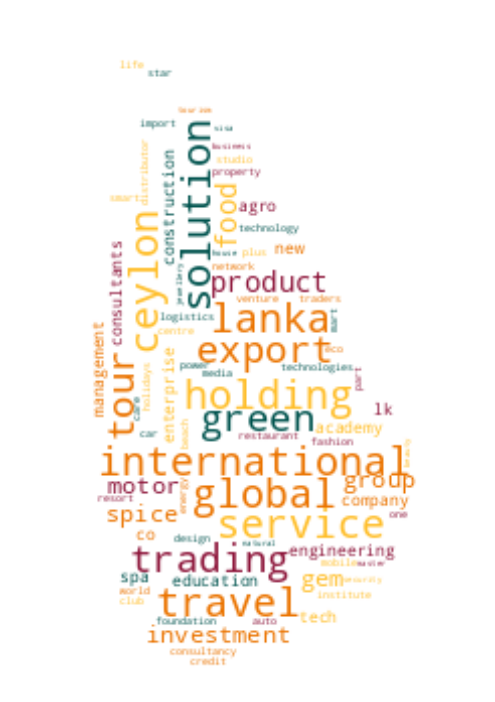 life
star
tourism
import
visa
solution
business
distributor
construction
studio
property
smart
food
agro
ceylon
technology
consultants
house
plus
new
network
jewellery
product
venture
traders
logistics
lanka
mart
centre
export
eco
management
tour
enterprise
power
media
technologies
part
holidays
care
holding
lk
green
academy
car
beach
restaurant
fashion
beauty
international
motor
energy
global
group
resort
company
spice
service
one
co
design
natural
trading
engineering
mobile
master
spa
education
gem
security
world
club
travel
institute
tech
foundation
auto
investment
consultancy
credit